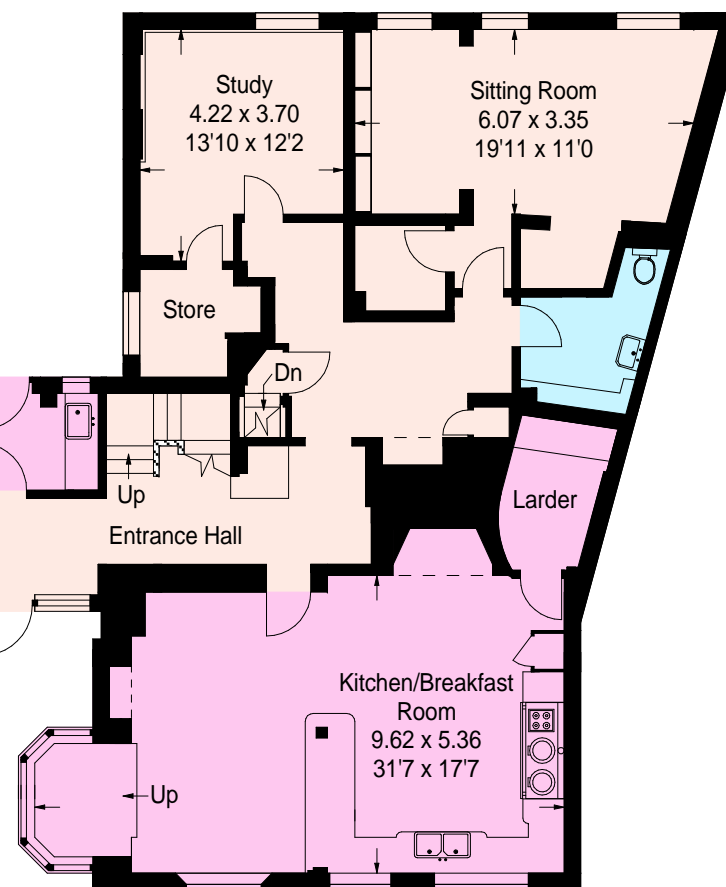 Study
4.22 x 3.70
13'10 x 12'2
Sitting Room
6.07 x 3.35
19'11 x 11'0
Store
Dn
Up
Larder
Entrance Hall
Kitchen/Breakfast
Room
9.62 x 5.36
31'7 x 17'7
Up